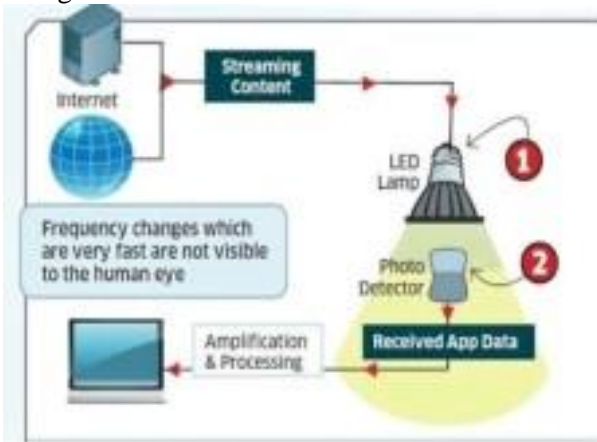 Streaming
Content
Internet
LED
Lamp
1
Frequency changes which
are very fast are not visible
to the human eye
Photo
Detector
2
Amplification
& Processing
Received App Data